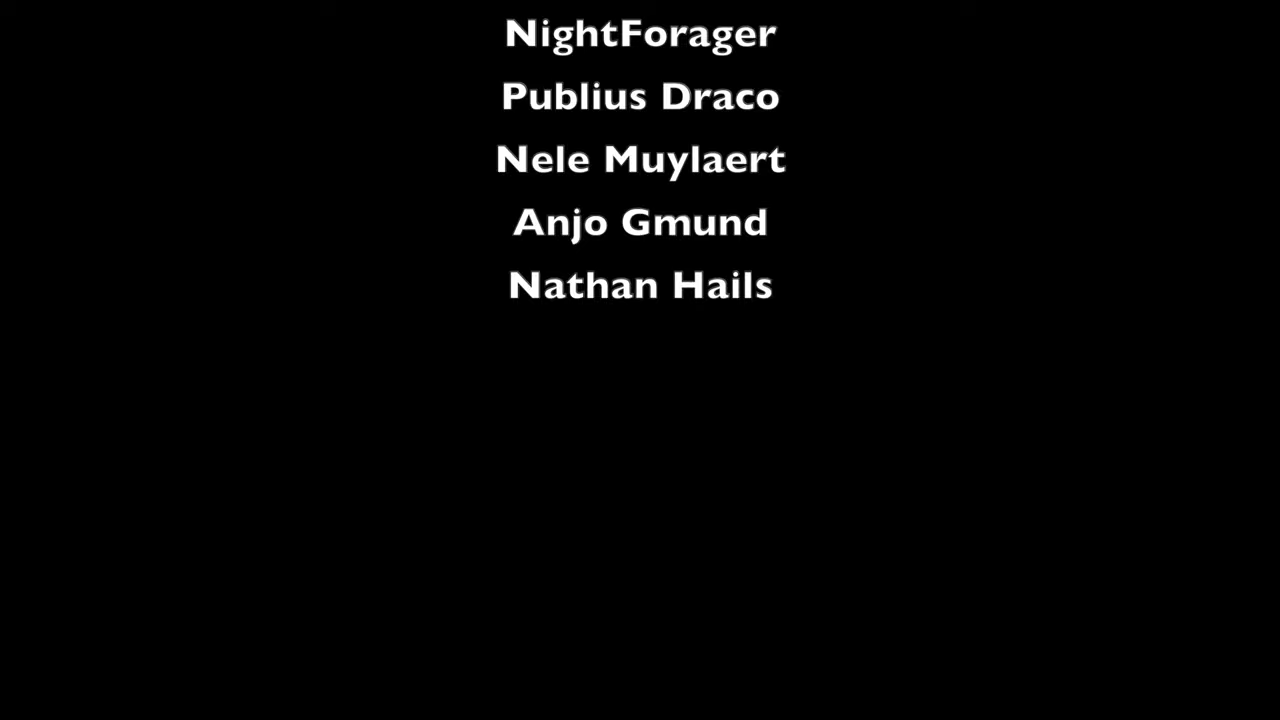 NightForager
Publius Draco
Nele Muylaert
Anjo Gmund
Nathan Hails